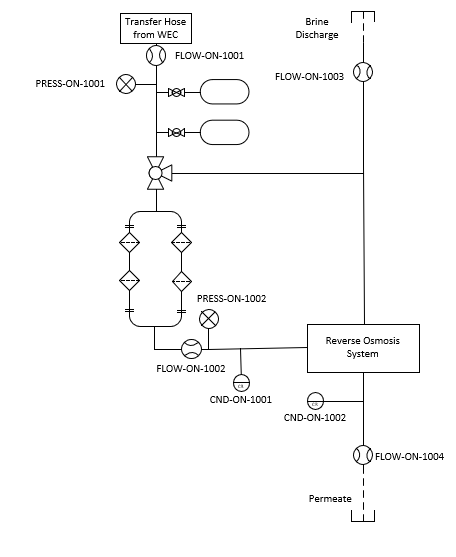 Transfer Hose
from WEC
Brine
Discharge
FLOW-ON-1001
FLOW-ON-1003
PRESS-ON-1001
PRESS-ON-1002
Reverse Osmosis
System
FLOW-ON-1002
CND-ON-1001
CND-ON-1002
FLOW-ON-1004
Permeate